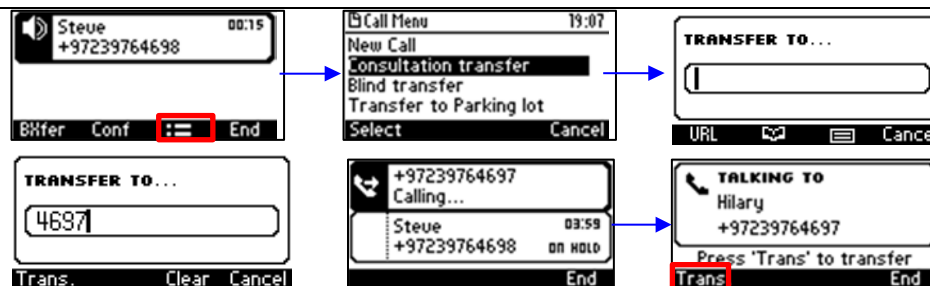 Steve 00:15
+97239764698
BXfer Conf End
Call Menu 19:07
New Call
Consultation transfer
Blind transfer
Transfer to Parking lot
Select Cancel
TRANSFER TO...
URL Cance
TRANSFER TO...
4697
Trans. Clear Cancel
+97239764697
Calling...
Steve 03:59
+97239764698 ON HOLD
End
TALKING TO
Hilary
+97239764697
Press 'Trans' to transfer
Trans End